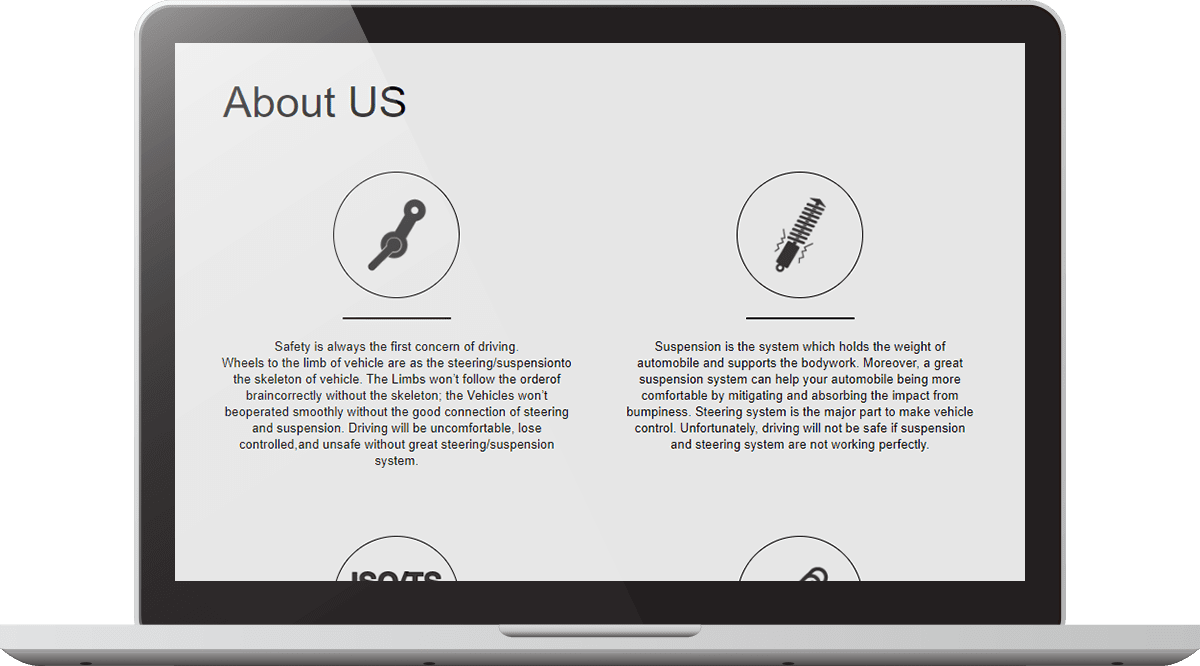 About US
Safety is always the first concern of driving.
Wheels to the limb of vehicle are as the steering/suspensionto
the skeleton of vehicle. The Limbs won't follow the orderof
braincorrectly without the skeleton; the Vehicles won't
beoperated smoothly without the good connection of steering
and suspension. Driving will be uncomfortable, lose
controlled,and unsafe without great steering/suspension
system.
Suspension is the system which holds the weight of
automobile and supports the bodywork. Moreover, a great
suspension system can help your automobile being more
comfortable by mitigating and absorbing the impact from
bumpiness. Steering system is the major part to make vehicle
control. Unfortunately, driving will not be safe if suspension
and steering system are not working perfectly.
ISO/TS